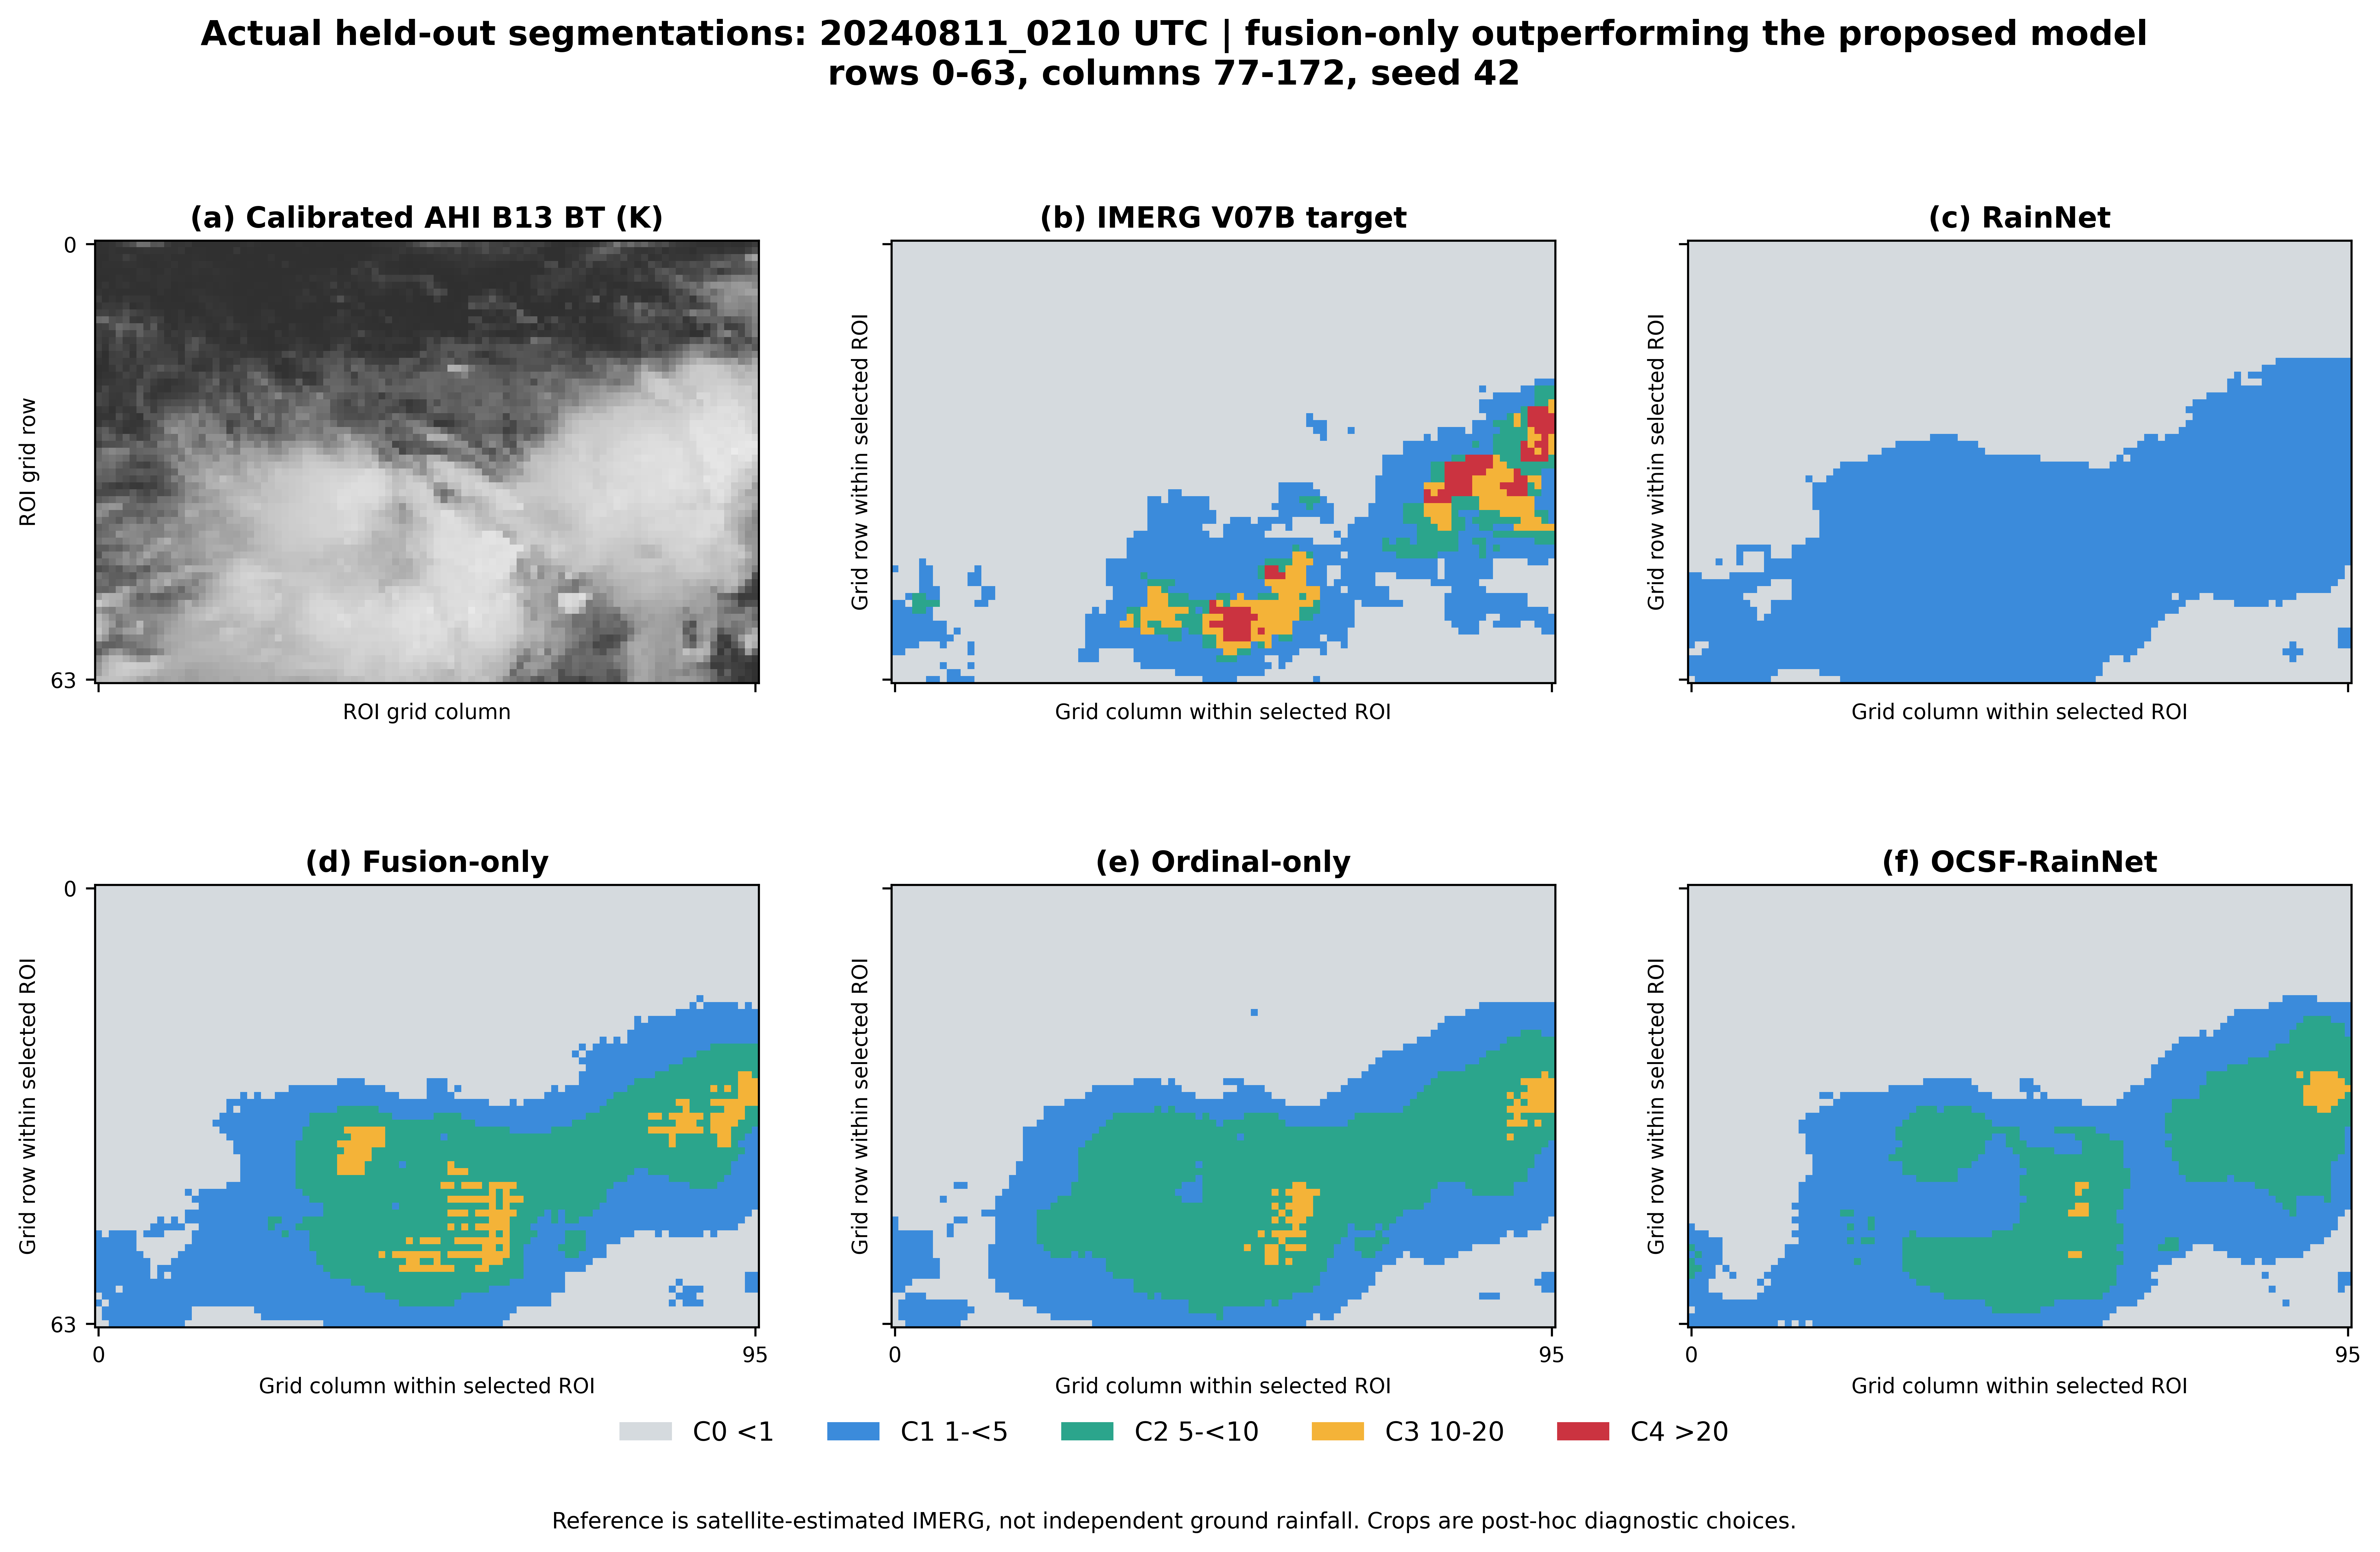 Actual held-out segmentations: 20240811_0210 UTC | fusion-only outperforming the proposed model
rows 0-63, columns 77-172, seed 42
(a) Calibrated AHI B13 BT (K)
(b) IMERG V07B target
(c) RainNet
0
63
ROI grid row
Grid row within selected ROI
Grid row within selected ROI
ROI grid column
Grid column within selected ROI
Grid column within selected ROI
(d) Fusion-only
(e) Ordinal-only
(f) OCSF-RainNet
0
63
Grid row within selected ROI
Grid row within selected ROI
Grid row within selected ROI
0
95
0
95
0
95
Grid column within selected ROI
Grid column within selected ROI
Grid column within selected ROI
C0 <1
C1 1-<5
C2 5-<10
C3 10-20
C4 >20
Reference is satellite-estimated IMERG, not independent ground rainfall. Crops are post-hoc diagnostic choices.